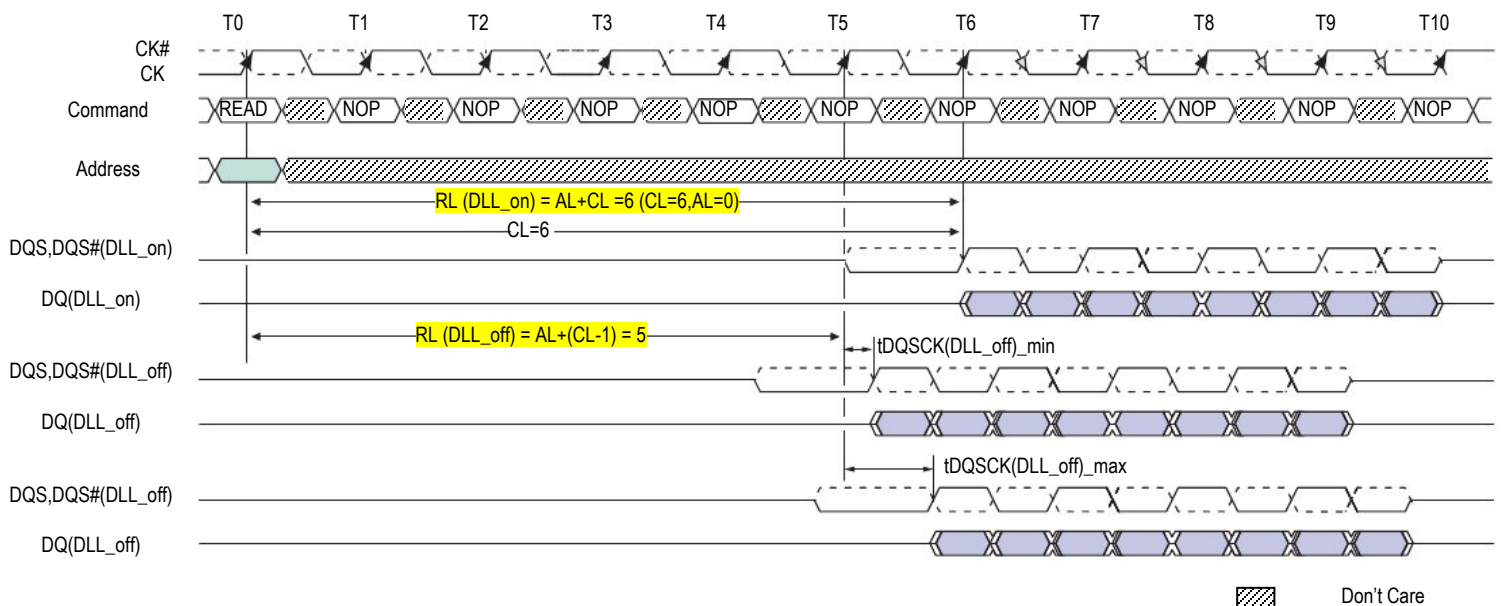 T0 T1 T2 T3 T4 T5 T6 T7 T8 T9 T10
CK#
CK
Command READ NOP NOP NOP NOP NOP NOP NOP NOP NOP NOP
Address
RL (DLL_on) = AL+CL =6 (CL=6,AL=0)
CL=6
DQS,DQS#(DLL_on)
DQ(DLL_on)
RL (DLL_off) = AL+(CL-1) = 5
tDQSCK(DLL_off)_min
DQS,DQS#(DLL_off)
DQ(DLL_off)
tDQSCK(DLL_off)_max
DQS,DQS#(DLL_off)
DQ(DLL_off)
Don't Care